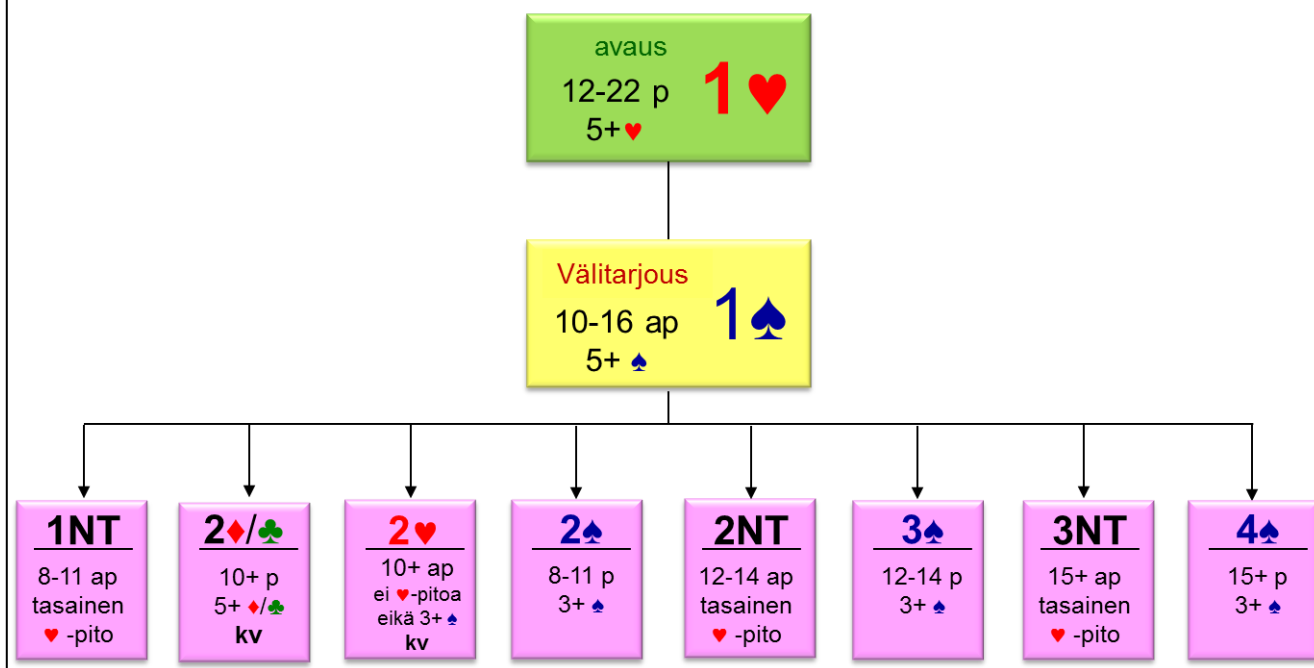 avaus
12-22 p
5+♥
1♥
Välitarjous
10-16 ap
5+ ♠
1♠
1NT
8-11 ap
tasainen
♥ -pito
2♦/♣
10+ p
5+ ♦/♣
kv
2♥
10+ ap
ei ♥-pitoa
eikä 3+ ♠
kv
2♠
8-11 p
3+ ♠
2NT
12-14 ap
tasainen
♥ -pito
3♠
12-14 p
3+ ♠
3NT
15+ ap
tasainen
♥ -pito
4♠
15+ p
3+ ♠